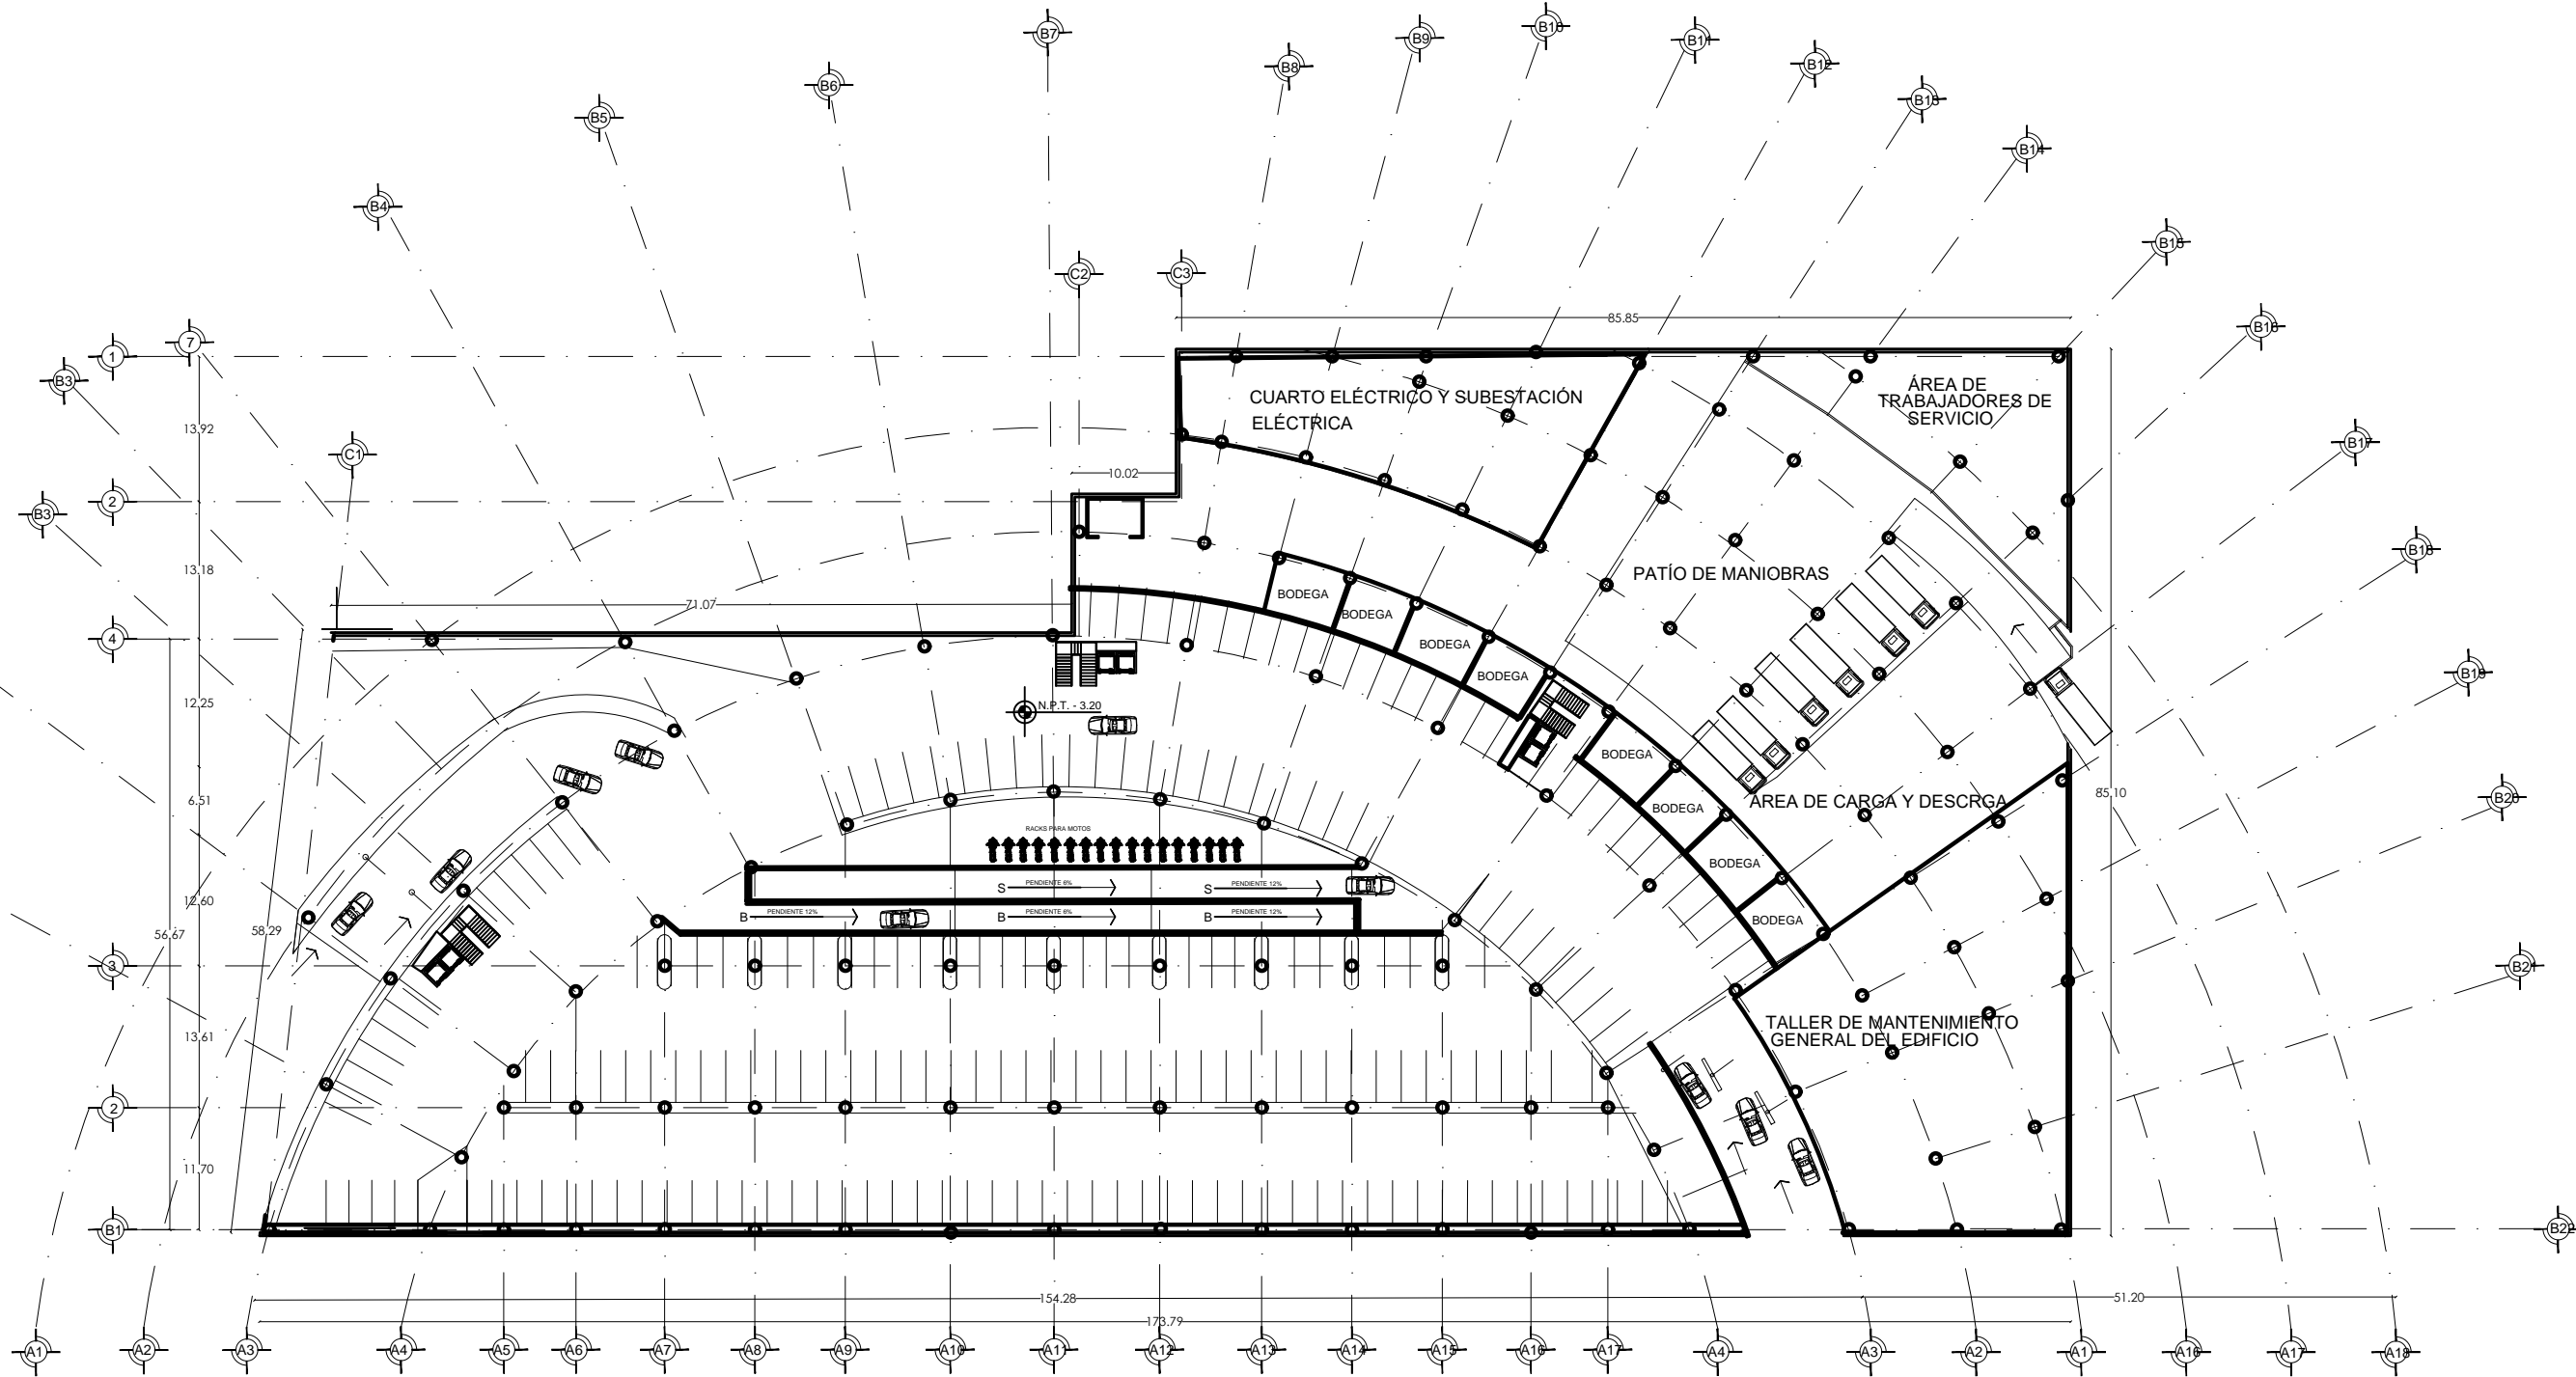 B7
B10
B9
B11
B8
B12
B6
B13
B5
B14
B4
B15
C2
C3
85.85
B16
7
1
B3
CUARTO ELÉCTRICO Y SUBESTACIÓN
ELÉCTRICA
ÁREA DE
TRABAJADORES DE
SERVICIO
13.92
B17
C1
10.02
2
B3
B18
PATÍO DE MANIOBRAS
13.18
BODEGA
71.07
BODEGA
4
BODEGA
BODEGA
B19
12.25
N.P.T. - 3.20
BODEGA
6.51
85.10
B20
AREA DE CARGA Y DESCRGA
BODEGA
RACKS PARA MOTOS
BODEGA
S PENDIENTE 6% S PENDIENTE 12%
12.60
B PENDIENTE 12% B PENDIENTE 6% B PENDIENTE 12%
BODEGA
56.67
58.29
3
B21
TALLER DE MANTENIMIENTO
GENERAL DEL EDIFICIO
13.61
2
11.70
B1
B22
154.28
51.20
173.79
A1 A2 A3 A4 A5 A6 A7 A8 A9 A10 A11 A12 A13 A14 A15 A16 A17 A4 A3 A2 A1 A16 A17 A18